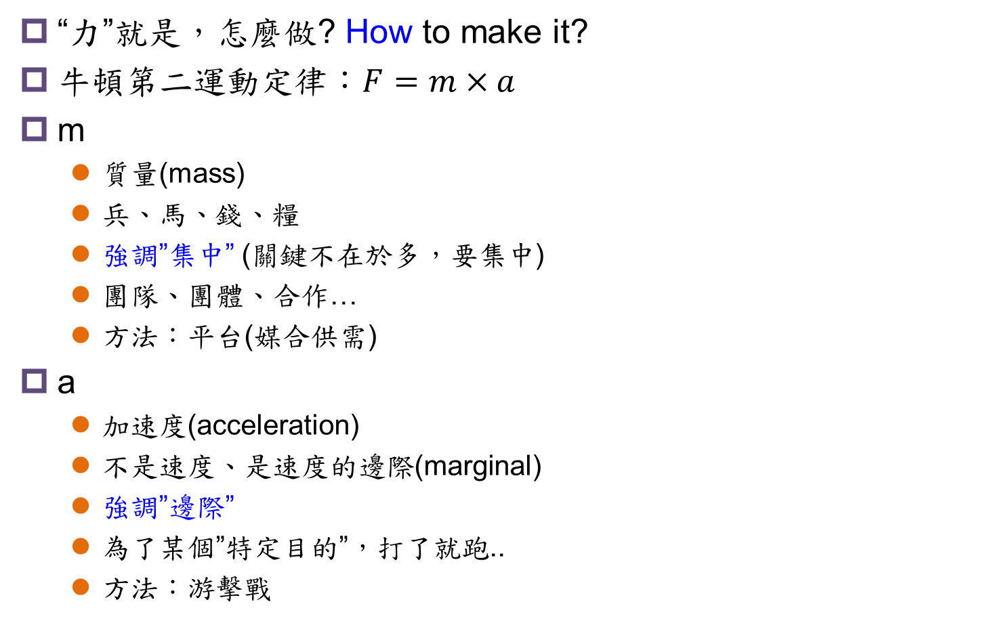 “力”就是，怎麼做? How to make it?
牛頓第二運動定律：F = m × a
m
質量(mass)
兵、馬、錢、糧
強調”集中” (關鍵不在於多，要集中)
團隊、團體、合作…
方法：平台(媒合供需)
a
加速度(acceleration)
不是速度、是速度的邊際(marginal)
強調”邊際”
為了某個”特定目的”，打了就跑..
方法：游擊戰